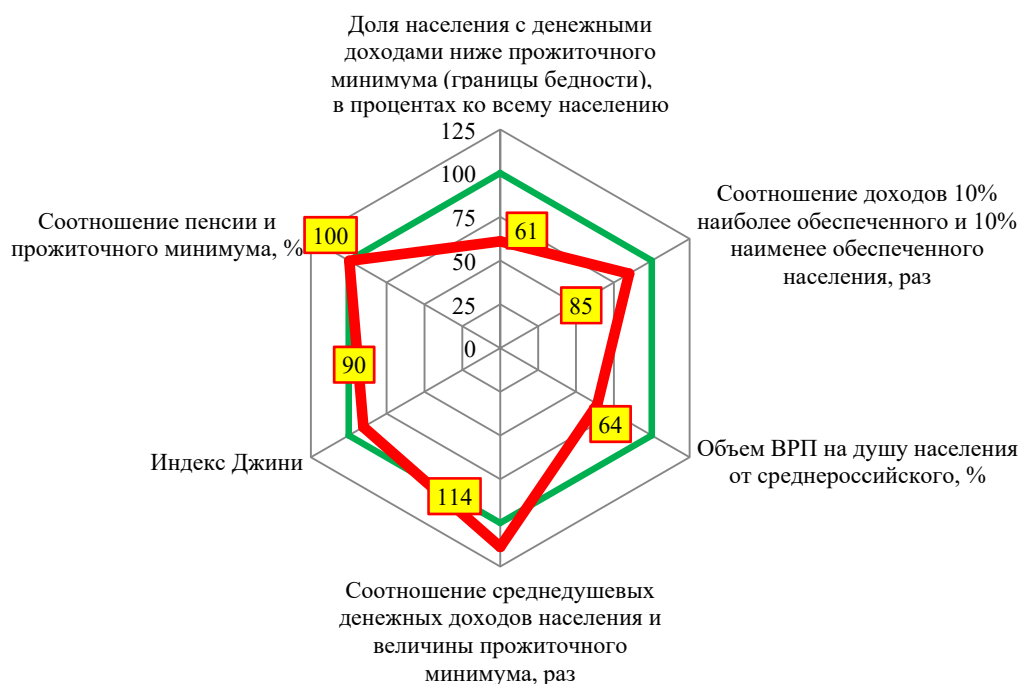 Доля населения с денежными
доходами ниже прожиточного
минимума (границы бедности),
в процентах ко всему населению
125
100
75
50
25
0
61
85
64
114
90
100
Соотношение доходов 10%
наиболее обеспеченного и 10%
наименее обеспеченного
населения, раз
Объем ВРП на душу населения
от среднероссийского, %
Соотношение среднедушевых
денежных доходов населения и
величины прожиточного
минимума, раз
Индекс Джини
Соотношение пенсии и
прожиточного минимума, %